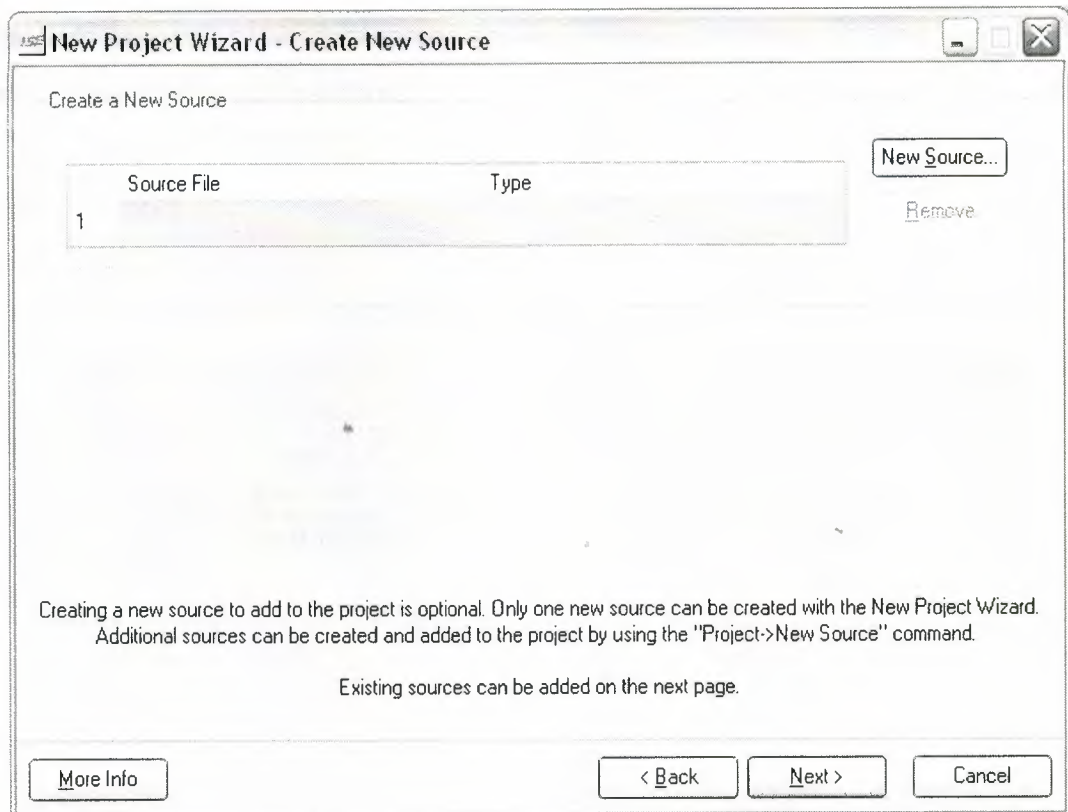 ISE New Project Wizard - Create New Source
Create a New Source
New Source...
Source File Type
Remove
1
Creating a new source to add to the project is optional. Only one new source can be created with the New Project Wizard.
Additional sources can be created and added to the project by using the "Project->New Source" command.
Existing sources can be added on the next page.
More Info
< Back
Next >
Cancel